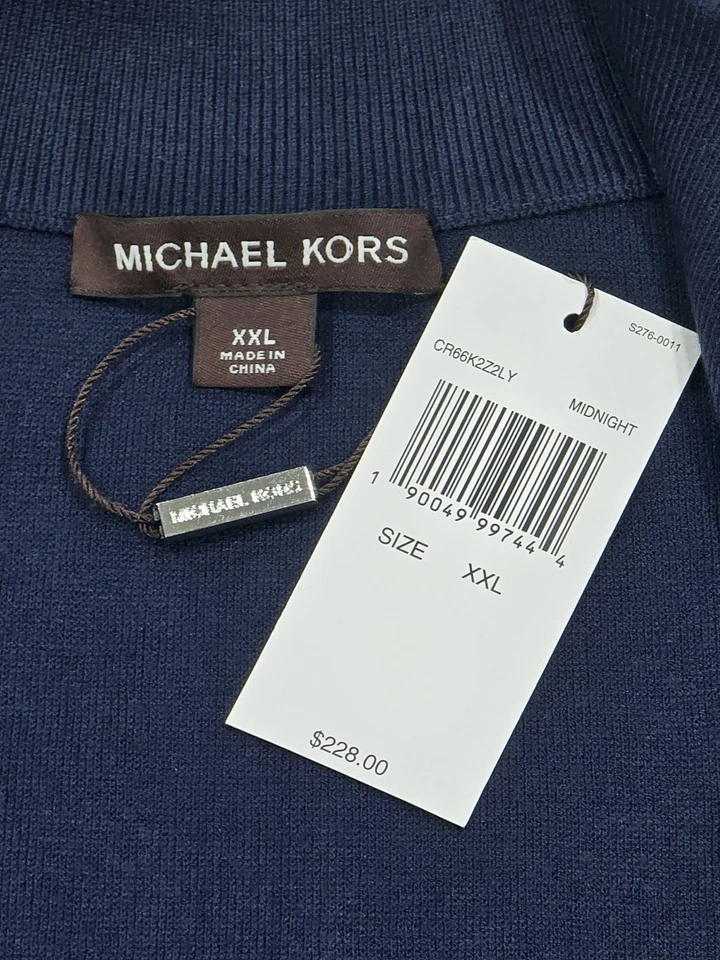 MICHAEL KORS
XXL
MADE IN
CHINA
MICHAEL KORS
S276-0011
CR66K2Z2LY
MIDNIGHT
1 90049 99744 4
SIZE XXL
$228.00